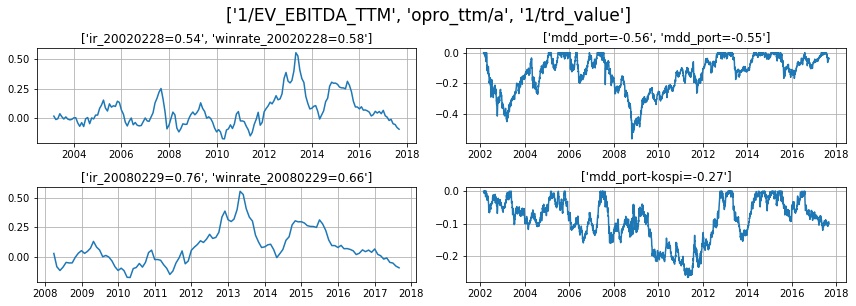 ['1/EV_EBITDA_TTM', 'opro_ttm/a', '1/trd_value']
['ir_20020228=0.54', 'winrate_20020228=0.58']
0.50
0.25
0.00
2004 2006 2008 2010 2012 2014 2016 2018
['mdd_port=-0.56', 'mdd_port=-0.55']
0.0
−0.2
−0.4
2002 2004 2006 2008 2010 2012 2014 2016 2018
['ir_20080229=0.76', 'winrate_20080229=0.66']
0.50
0.25
0.00
2008 2009 2010 2011 2012 2013 2014 2015 2016 2017 2018
['mdd_port-kospi=-0.27']
0.0
−0.1
−0.2
2002 2004 2006 2008 2010 2012 2014 2016 2018